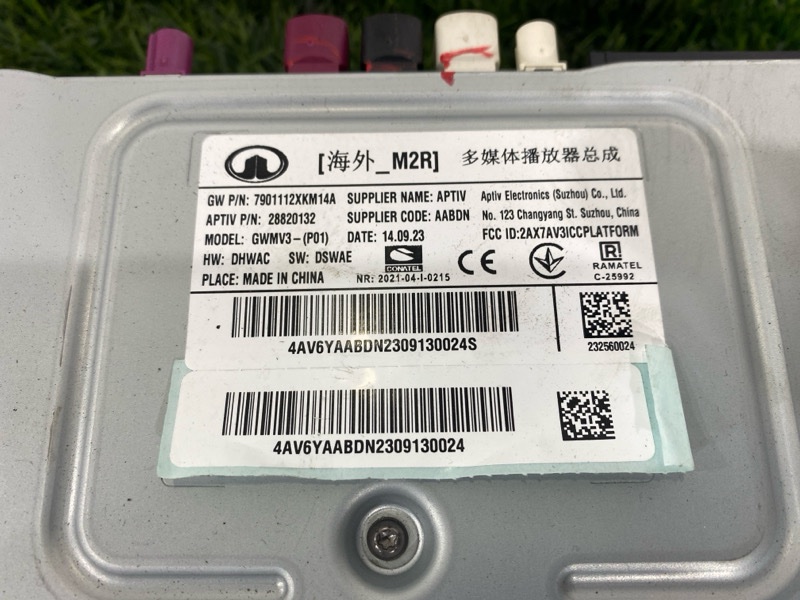 [海外_M2R] 多媒体播放器总成
GW P/N: 7901112XKM14A SUPPLIER NAME: APTIV Aptiv Electronics (Suzhou) Co., Ltd.
APTIV P/N: 28820132 SUPPLIER CODE: AABDN No. 123 Changyang St. Suzhou, China
MODEL: GWMV3-(P01) DATE: 14.09.23 FCC ID:2AX7AV3ICCPLATFORM
HW: DHWAC SW: DSWAE CONATEL CE R RAMATEL
PLACE: MADE IN CHINA NR: 2021-04-I-0215 C-25992
4AV6YAABDN2309130024S 232560024
4AV6YAABDN2309130024